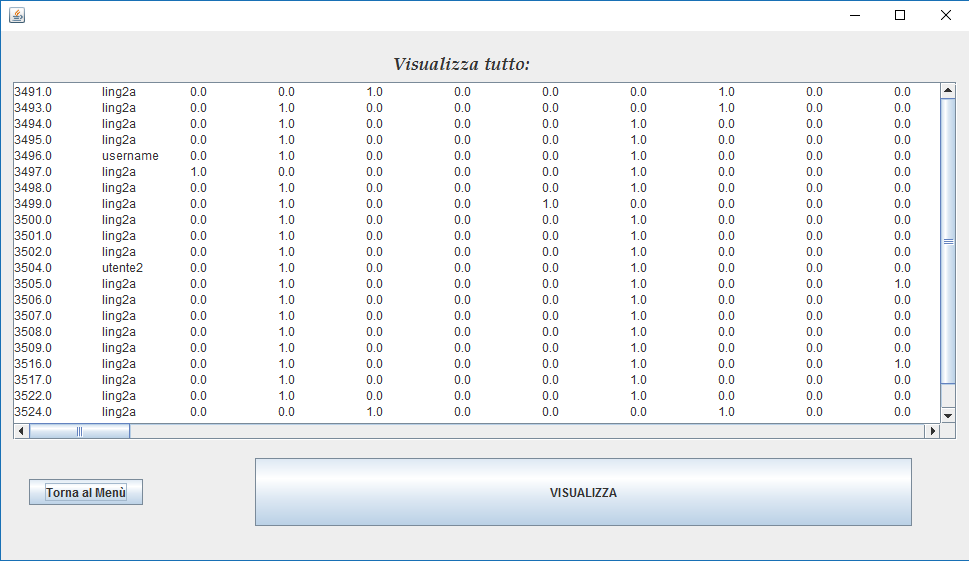 Visualizza tutto:
3491.0 ling2a 0.0 0.0 1.0 0.0 0.0 0.0 1.0 0.0 0.0
3493.0 ling2a 0.0 1.0 0.0 0.0 0.0 0.0 1.0 0.0 0.0
3494.0 ling2a 0.0 1.0 0.0 0.0 0.0 1.0 0.0 0.0 0.0
3495.0 ling2a 0.0 1.0 0.0 0.0 0.0 1.0 0.0 0.0 0.0
3496.0 username 0.0 1.0 0.0 0.0 0.0 1.0 0.0 0.0 0.0
3497.0 ling2a 1.0 0.0 0.0 0.0 0.0 1.0 0.0 0.0 0.0
3498.0 ling2a 0.0 1.0 0.0 0.0 0.0 1.0 0.0 0.0 0.0
3499.0 ling2a 0.0 0.0 0.0 0.0 1.0 0.0 0.0 0.0 0.0
3500.0 ling2a 0.0 1.0 0.0 0.0 0.0 1.0 0.0 0.0 0.0
3501.0 ling2a 0.0 1.0 0.0 0.0 0.0 1.0 0.0 0.0 0.0
3502.0 ling2a 0.0 1.0 0.0 0.0 0.0 1.0 0.0 0.0 0.0
3504.0 utente2 0.0 1.0 0.0 0.0 0.0 1.0 0.0 0.0 0.0
3505.0 ling2a 0.0 1.0 0.0 0.0 0.0 1.0 0.0 0.0 1.0
3506.0 ling2a 0.0 1.0 0.0 0.0 0.0 1.0 0.0 0.0 0.0
3507.0 ling2a 0.0 1.0 0.0 0.0 0.0 1.0 0.0 0.0 0.0
3508.0 ling2a 0.0 1.0 0.0 0.0 0.0 1.0 0.0 0.0 0.0
3509.0 ling2a 0.0 1.0 0.0 0.0 0.0 1.0 0.0 0.0 0.0
3516.0 ling2a 0.0 1.0 0.0 0.0 0.0 1.0 0.0 0.0 1.0
3517.0 ling2a 0.0 1.0 0.0 0.0 0.0 1.0 0.0 0.0 0.0
3522.0 ling2a 0.0 1.0 0.0 0.0 0.0 1.0 0.0 0.0 0.0
3524.0 ling2a 0.0 0.0 1.0 0.0 0.0 0.0 1.0 0.0 0.0
Torna al Menù
VISUALIZZA